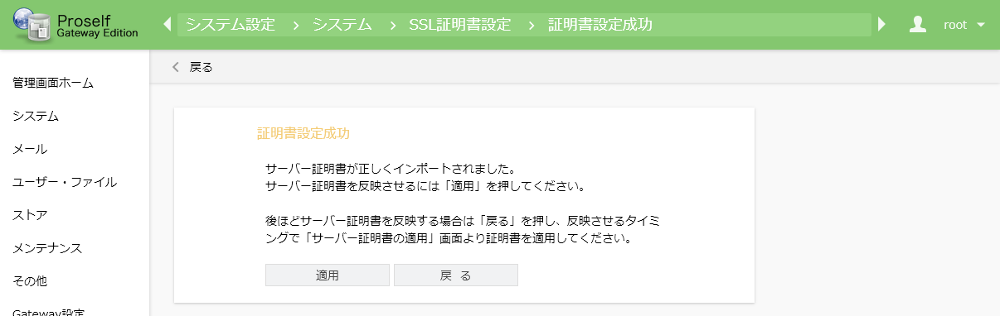 Proself
Gateway Edition
システム設定 > システム > SSL証明書設定 > 証明書設定成功
root
戻る
管理画面ホーム
システム
メール
ユーザー・ファイル
ストア
メンテナンス
その他
Gateway設定
証明書設定成功
サーバー証明書が正しくインポートされました。
サーバー証明書を反映させるには「適用」を押してください。
後ほどサーバー証明書を反映する場合は「戻る」を押し、反映させるタイミ
ングで「サーバー証明書の適用」画面より証明書を適用してください。
適用
戻 る